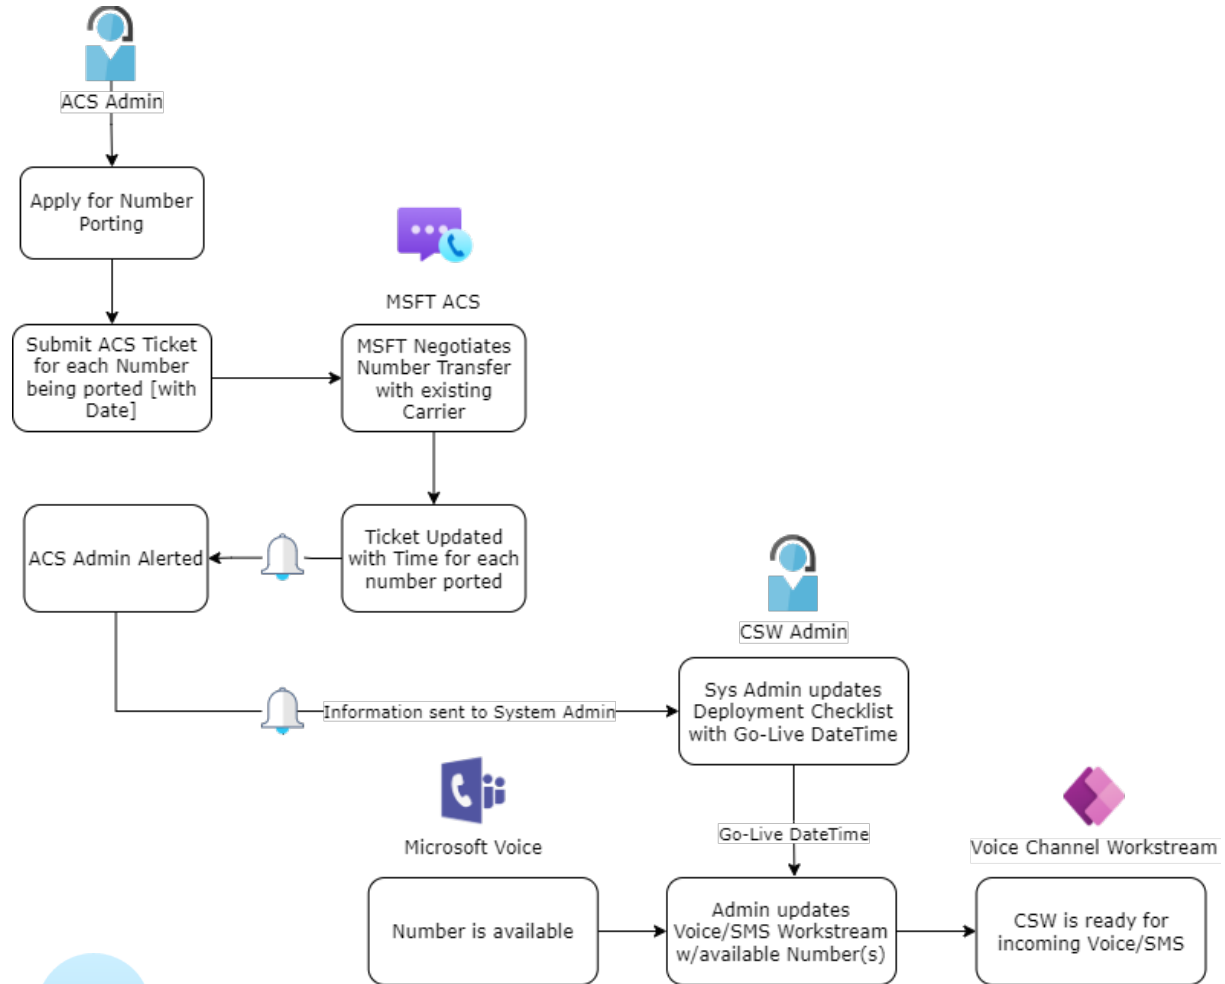 ACS Admin
Apply for Number
Porting
MSFT ACS
Submit ACS Ticket
for each Number
being ported [with
Date]
MSFT Negotiates
Number Transfer
with existing
Carrier
ACS Admin Alerted
Ticket Updated
with Time for each
number ported
CSW Admin
Information sent to System Admin
Sys Admin updates
Deployment Checklist
with Go-Live DateTime
Go-Live DateTime
Microsoft Voice
Voice Channel Workstream
Number is available
Admin updates
Voice/SMS Workstream
w/available Number(s)
CSW is ready for
incoming Voice/SMS